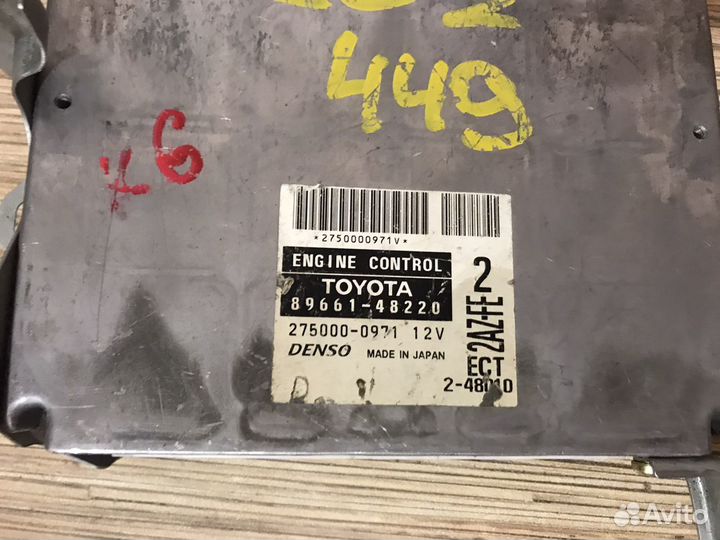 449
*2750000971V*
ENGINE CONTROL
TOYOTA
89661-48220
275000-0971 12V
DENSO MADE IN JAPAN
2
2AZ-FE
ECT
2-48010
Avito